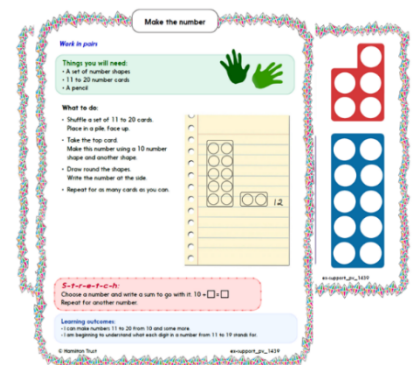 Make the number
Work in pairs
Things you will need:
• A set of number shapes
• 11 to 20 number cards
• A pencil
What to do:
• Shuffle a set of 11 to 20 cards.
Place in a pile, face up.
• Take the top card.
Make this number using a 10 number
shape and another shape.
• Draw round the shapes.
Write the number at the side.
• Repeat for as many cards as you can.
12
S-t-r-e-t-c-h:
Choose a number and write a sum to go with it: 10 + □ = □
Repeat for another number.
Learning outcomes:
• I can make numbers 11 to 20 from 10 and some more.
• I am beginning to understand what each digit in a number from 11 to 19 stands for.
© Hamilton Trust
ex-support_pv_1439
ex-support_pv_1439